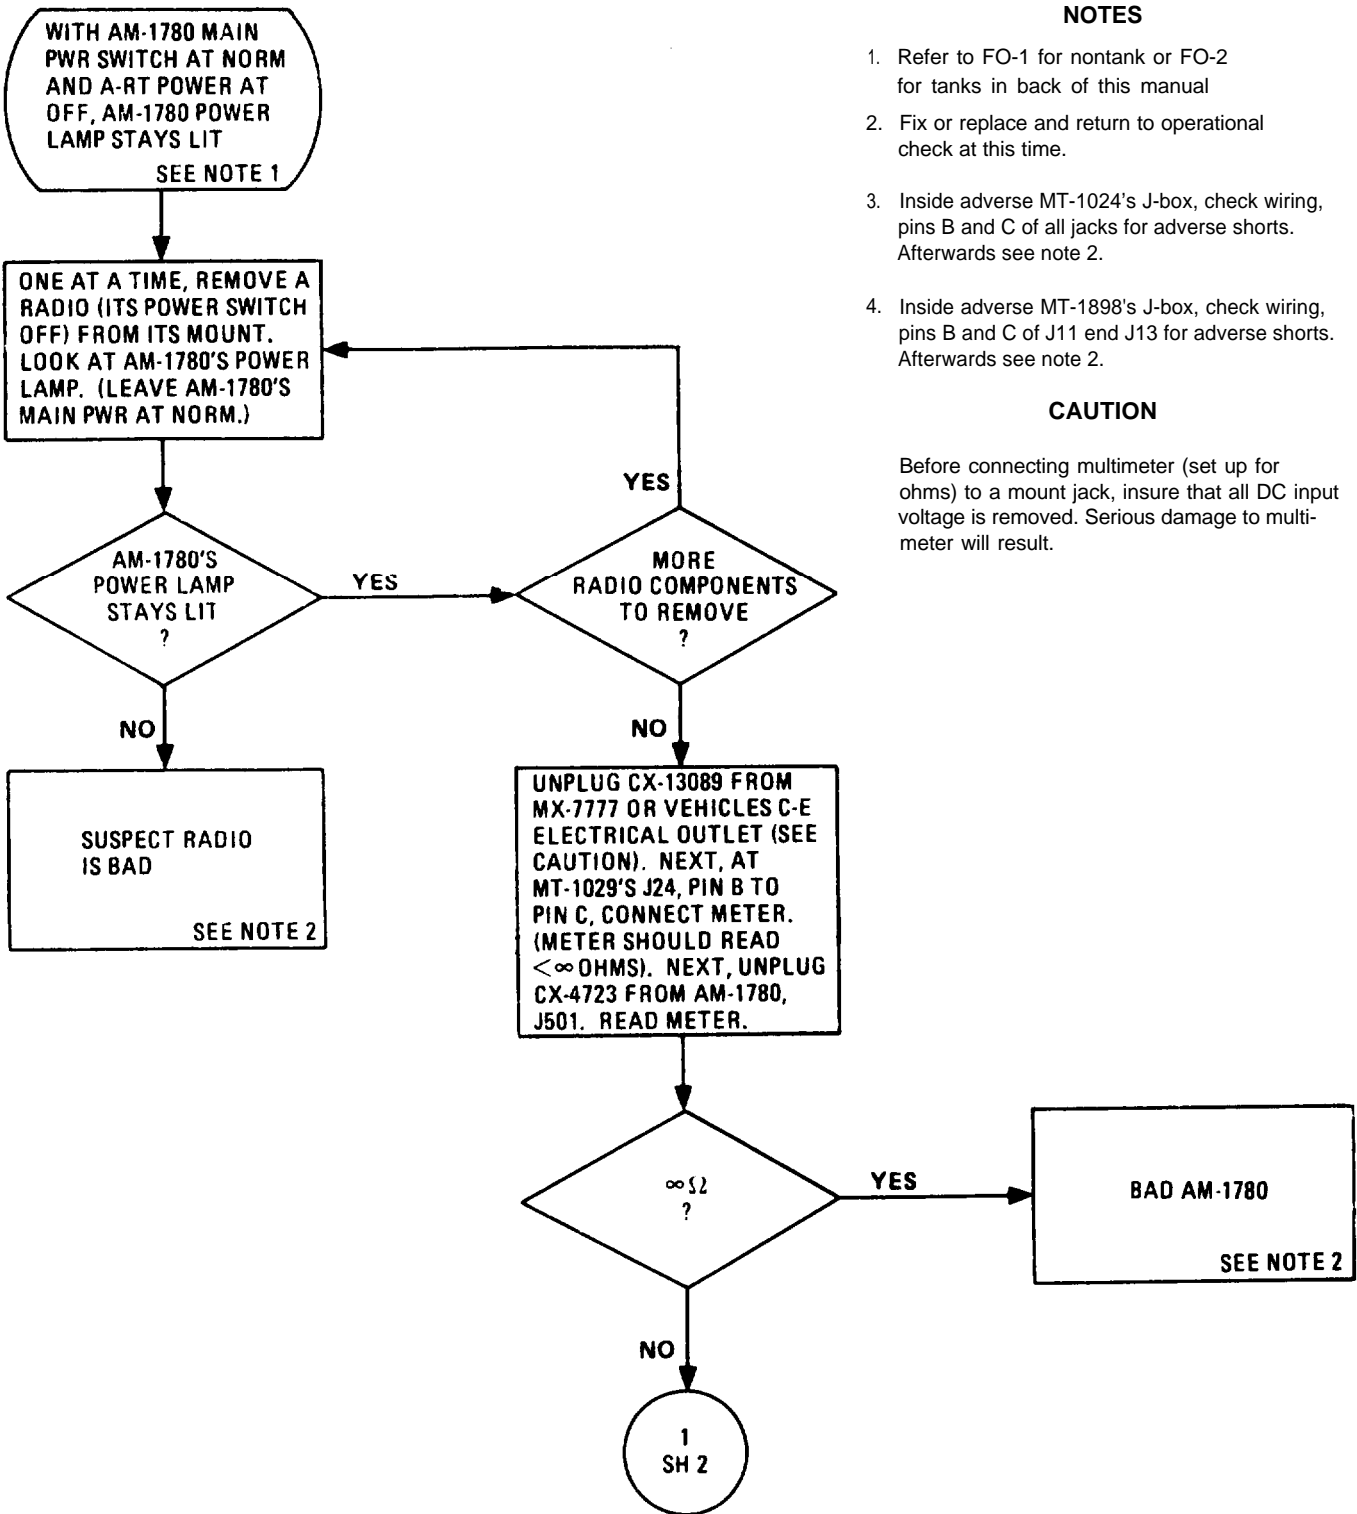 WITH AM-1780 MAIN
PWR SWITCH AT NORM
AND A-RT POWER AT
OFF, AM-1780 POWER
LAMP STAYS LIT
SEE NOTE 1
ONE AT A TIME, REMOVE A
RADIO (ITS POWER SWITCH
OFF) FROM ITS MOUNT.
LOOK AT AM-1780'S POWER
LAMP. (LEAVE AM-1780'S
MAIN PWR AT NORM.)
AM-1780'S
POWER LAMP
STAYS LIT
?
YES
NO
SUSPECT RADIO
IS BAD
SEE NOTE 2
YES
MORE
RADIO COMPONENTS
TO REMOVE
?
NO
UNPLUG CX-13089 FROM
MX-7777 OR VEHICLES C-E
ELECTRICAL OUTLET (SEE
CAUTION). NEXT, AT
MT-1029'S J24, PIN B TO
PIN C, CONNECT METER.
(METER SHOULD READ
<∞ OHMS). NEXT, UNPLUG
CX-4723 FROM AM-1780,
J501. READ METER.
∞ Ω
?
YES
BAD AM-1780
SEE NOTE 2
NO
1
SH 2
NOTES
1. Refer to FO-1 for nontank or FO-2
for tanks in back of this manual
2. Fix or replace and return to operational
check at this time.
3. Inside adverse MT-1024's J-box, check wiring,
pins B and C of all jacks for adverse shorts.
Afterwards see note 2.
4. Inside adverse MT-1898's J-box, check wiring,
pins B and C of J11 end J13 for adverse shorts.
Afterwards see note 2.
CAUTION
Before connecting multimeter (set up for
ohms) to a mount jack, insure that all DC input
voltage is removed. Serious damage to multi-
meter will result.